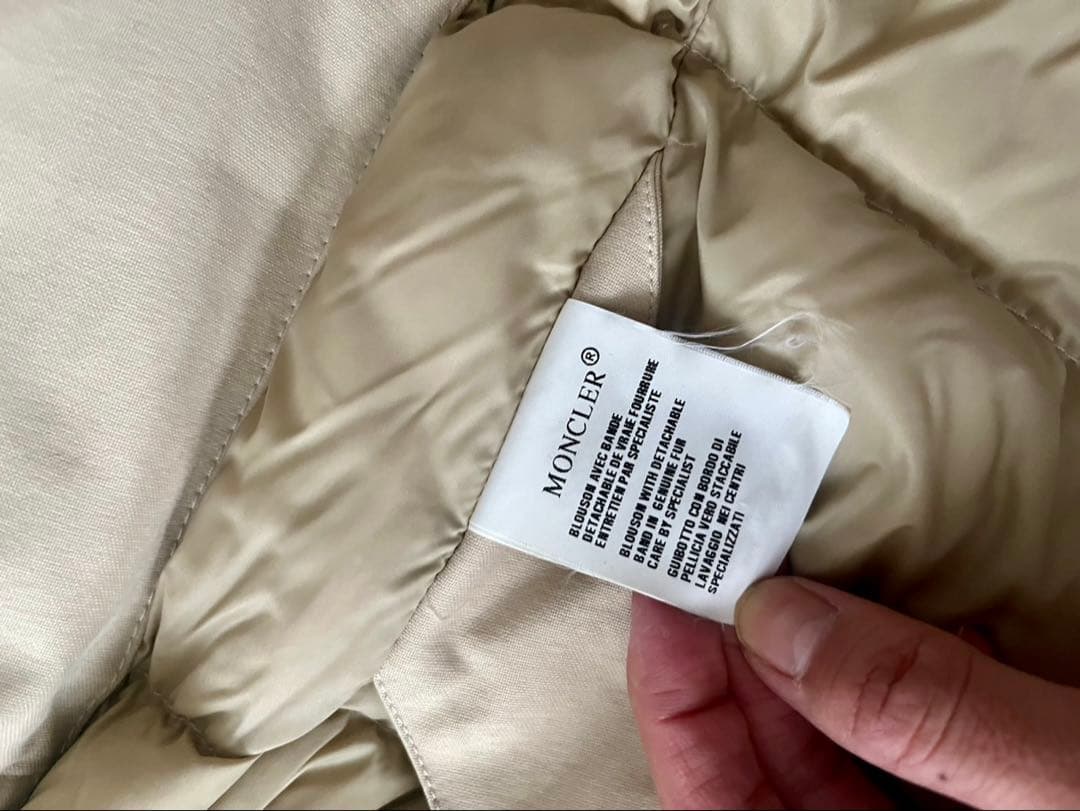 MONCLER®
BLOUSON AVEC BANDE
DETACHABLE DE VRAIE FOURRURE
ENTRETIEN PAR SPECIALISTE
BLOUSON WITH DETACHABLE
BAND IN GENUINE FUR
CARE BY SPECIALIST
GUIBOTTO CON BORDO DI
PELLICIA VERO STACCABILE
LAVAGGIO NEI CENTRI
SPECIALIZZATI